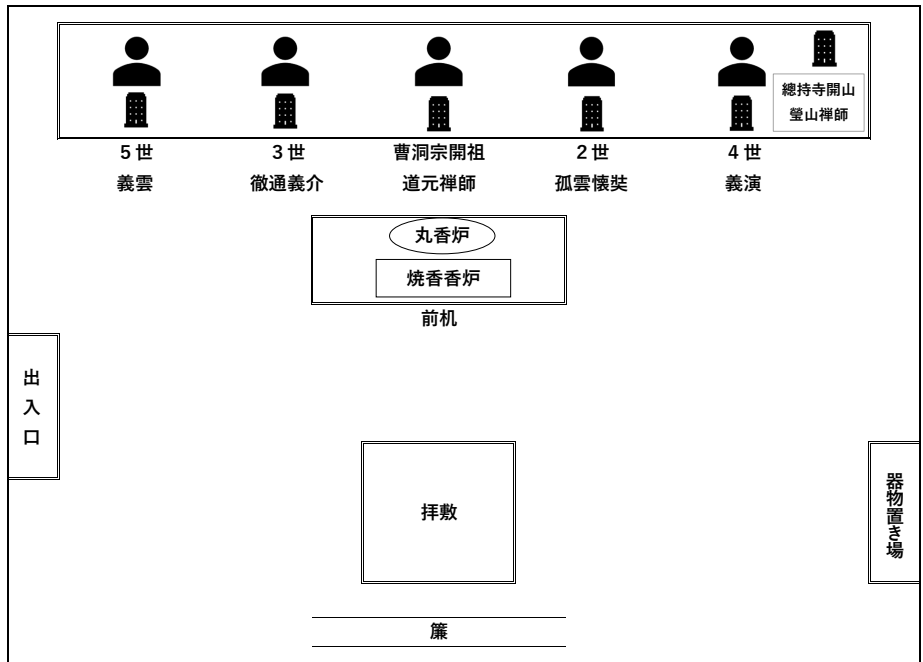 總持寺開山
瑩山禅師
5世
3世
曹洞宗開祖
2世
4世
義雲
徹通義介
道元禅師
孤雲懐奘
義演
丸香炉
焼香香炉
前机
出入口
拝敷
器物置き場
簾